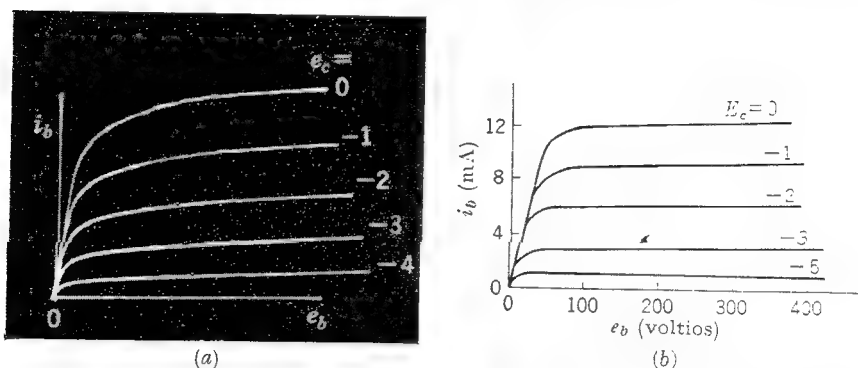 e_c =
0
i_b
-1
-2
-3
-4
0
e_b
(a)
E_c = 0
12
-1
i_b (mA)
8
-2
4
-3
-5
0
0
100
200
300
400
e_b (voltios)
(b)